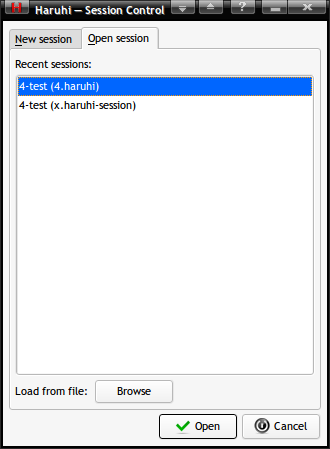 Haruhi — Session Control
New session
Open session
Recent sessions:
4-test (4.haruhi)
4-test (x.haruhi-session)
Load from file:
Browse
Open
Cancel